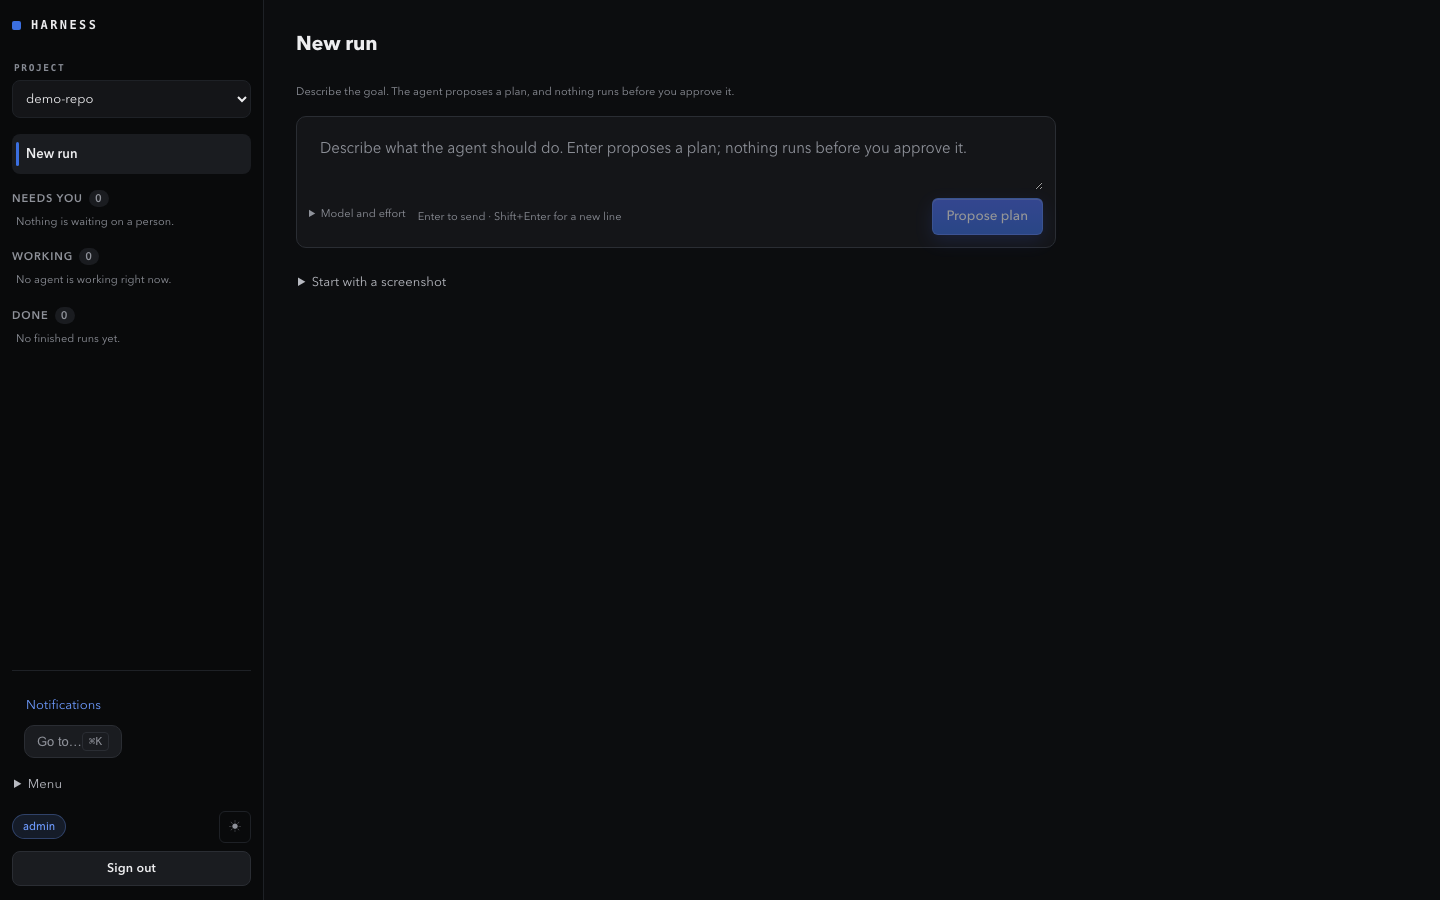 HARNESS
PROJECT
demo-repo
New run
NEEDS YOU 0
Nothing is waiting on a person.
WORKING 0
No agent is working right now.
DONE 0
No finished runs yet.
Notifications
Go to... ⌘K
Menu
admin
Sign out
New run
Describe the goal. The agent proposes a plan, and nothing runs before you approve it.
Describe what the agent should do. Enter proposes a plan; nothing runs before you approve it.
Model and effort Enter to send · Shift+Enter for a new line Propose plan
Start with a screenshot